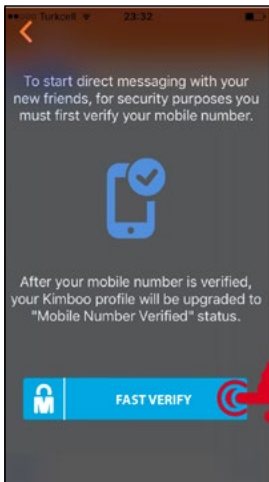 Turkcell 23:32
To start direct messaging with your
new friends, for security purposes you
must first verify your mobile number.
After your mobile number is verified,
your Kimboo profile will be upgraded to
"Mobile Number Verified" status.
M FAST VERIFY